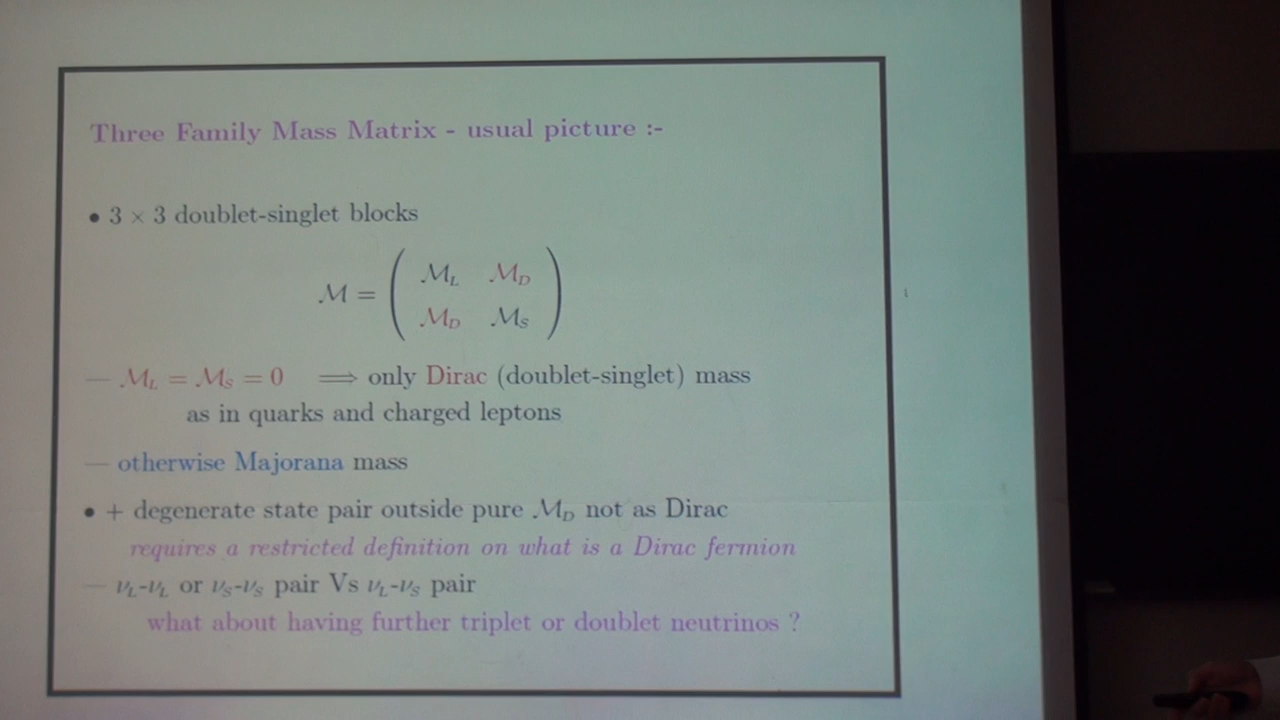 Three Family Mass Matrix - usual picture :-
• 3 × 3 doublet-singlet blocks
ℳ = ( ℳ_L ℳ_D
ℳ_D ℳ_S )
— ℳ_L = ℳ_S = 0 ⟹ only Dirac (doublet-singlet) mass
as in quarks and charged leptons
— otherwise Majorana mass
• + degenerate state pair outside pure ℳ_D not as Dirac
requires a restricted definition on what is a Dirac fermion
— ν_L-ν_L or ν_S-ν_S pair Vs ν_L-ν_S pair
what about having further triplet or doublet neutrinos ?